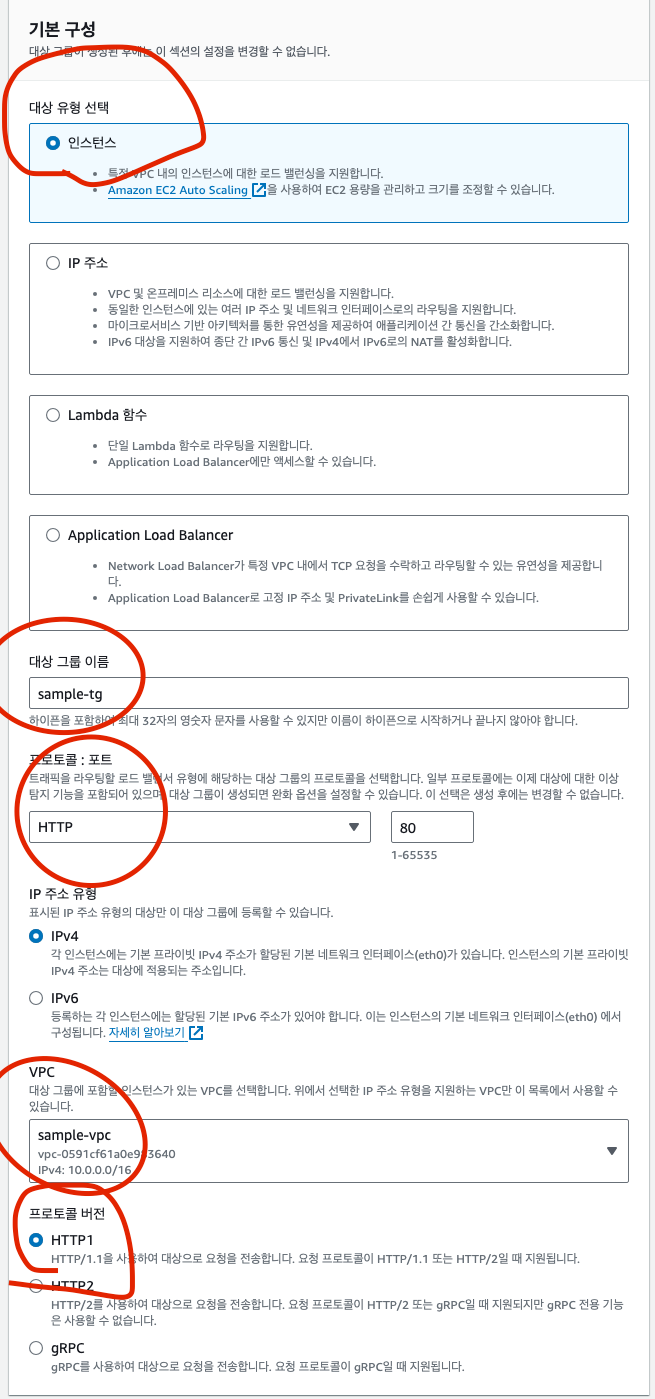 기본 구성
대상 그룹이 생성된 후에는 이 섹션의 설정을 변경할 수 없습니다.
대상 유형 선택
인스턴스
특정 VPC 내의 인스턴스에 대한 로드 밸런싱을 지원합니다.
Amazon EC2 Auto Scaling 을 사용하여 EC2 용량을 관리하고 크기를 조정할 수 있습니다.
IP 주소
VPC 및 온프레미스 리소스에 대한 로드 밸런싱을 지원합니다.
동일한 인스턴스에 있는 여러 IP 주소 및 네트워크 인터페이스로의 라우팅을 지원합니다.
마이크로서비스 기반 아키텍처를 통한 유연성을 제공하여 애플리케이션 간 통신을 간소화합니다.
IPv6 대상을 지원하여 종단 간 IPv6 통신 및 IPv4에서 IPv6로의 NAT를 활성화합니다.
Lambda 함수
단일 Lambda 함수로 라우팅을 지원합니다.
Application Load Balancer에만 액세스할 수 있습니다.
Application Load Balancer
Network Load Balancer가 특정 VPC 내에서 TCP 요청을 수락하고 라우팅할 수 있는 유연성을 제공합니
다.
Application Load Balancer로 고정 IP 주소 및 PrivateLink를 손쉽게 사용할 수 있습니다.
대상 그룹 이름
sample-tg
하이픈을 포함하여 최대 32자의 영숫자 문자를 사용할 수 있지만 이름이 하이픈으로 시작하거나 끝나지 않아야 합니다.
프로토콜 : 포트
트래픽을 라우팅할 로드 밸런서 유형에 해당하는 대상 그룹의 프로토콜을 선택합니다. 일부 프로토콜에는 이제 대상에 대한 이상
탐지 기능을 포함되어 있으며, 대상 그룹이 생성되면 완화 옵션을 설정할 수 있습니다. 이 선택은 생성 후에는 변경할 수 없습니다.
HTTP 80
1-65535
IP 주소 유형
표시된 IP 주소 유형의 대상만 이 대상 그룹에 등록할 수 있습니다.
IPv4
각 인스턴스에는 기본 프라이빗 IPv4 주소가 할당된 기본 네트워크 인터페이스(eth0)가 있습니다. 인스턴스의 기본 프라이빗
IPv4 주소는 대상에 적용되는 주소입니다.
IPv6
등록하는 각 인스턴스에는 할당된 기본 IPv6 주소가 있어야 합니다. 이는 인스턴스의 기본 네트워크 인터페이스(eth0) 에서
구성됩니다. 자세히 알아보기
VPC
대상 그룹에 포함할 인스턴스가 있는 VPC를 선택합니다. 위에서 선택한 IP 주소 유형을 지원하는 VPC만 이 목록에서 사용할 수
있습니다.
sample-vpc
IPv4: 10.0.0.0/16
프로토콜 버전
HTTP1
HTTP/1.1을 사용하여 대상으로 요청을 전송합니다. 요청 프로토콜이 HTTP/1.1 또는 HTTP/2일 때 지원됩니다.
HTTP2
HTTP/2를 사용하여 대상으로 요청을 전송합니다. 요청 프로토콜이 HTTP/2 또는 gRPC일 때 지원되지만 gRPC 전용 기능
은 사용할 수 없습니다.
gRPC
gRPC를 사용하여 대상으로 요청을 전송합니다. 요청 프로토콜이 gRPC일 때 지원됩니다.